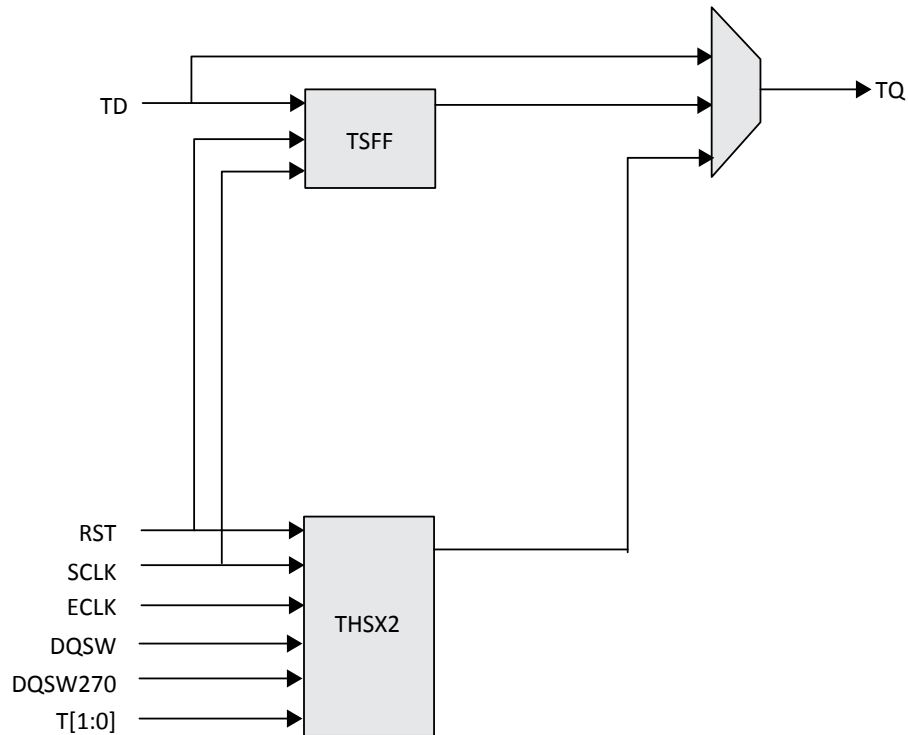 TD
TSFF
TQ
RST
SCLK
ECLK
DQSW
DQSW270
T[1:0]
THSX2